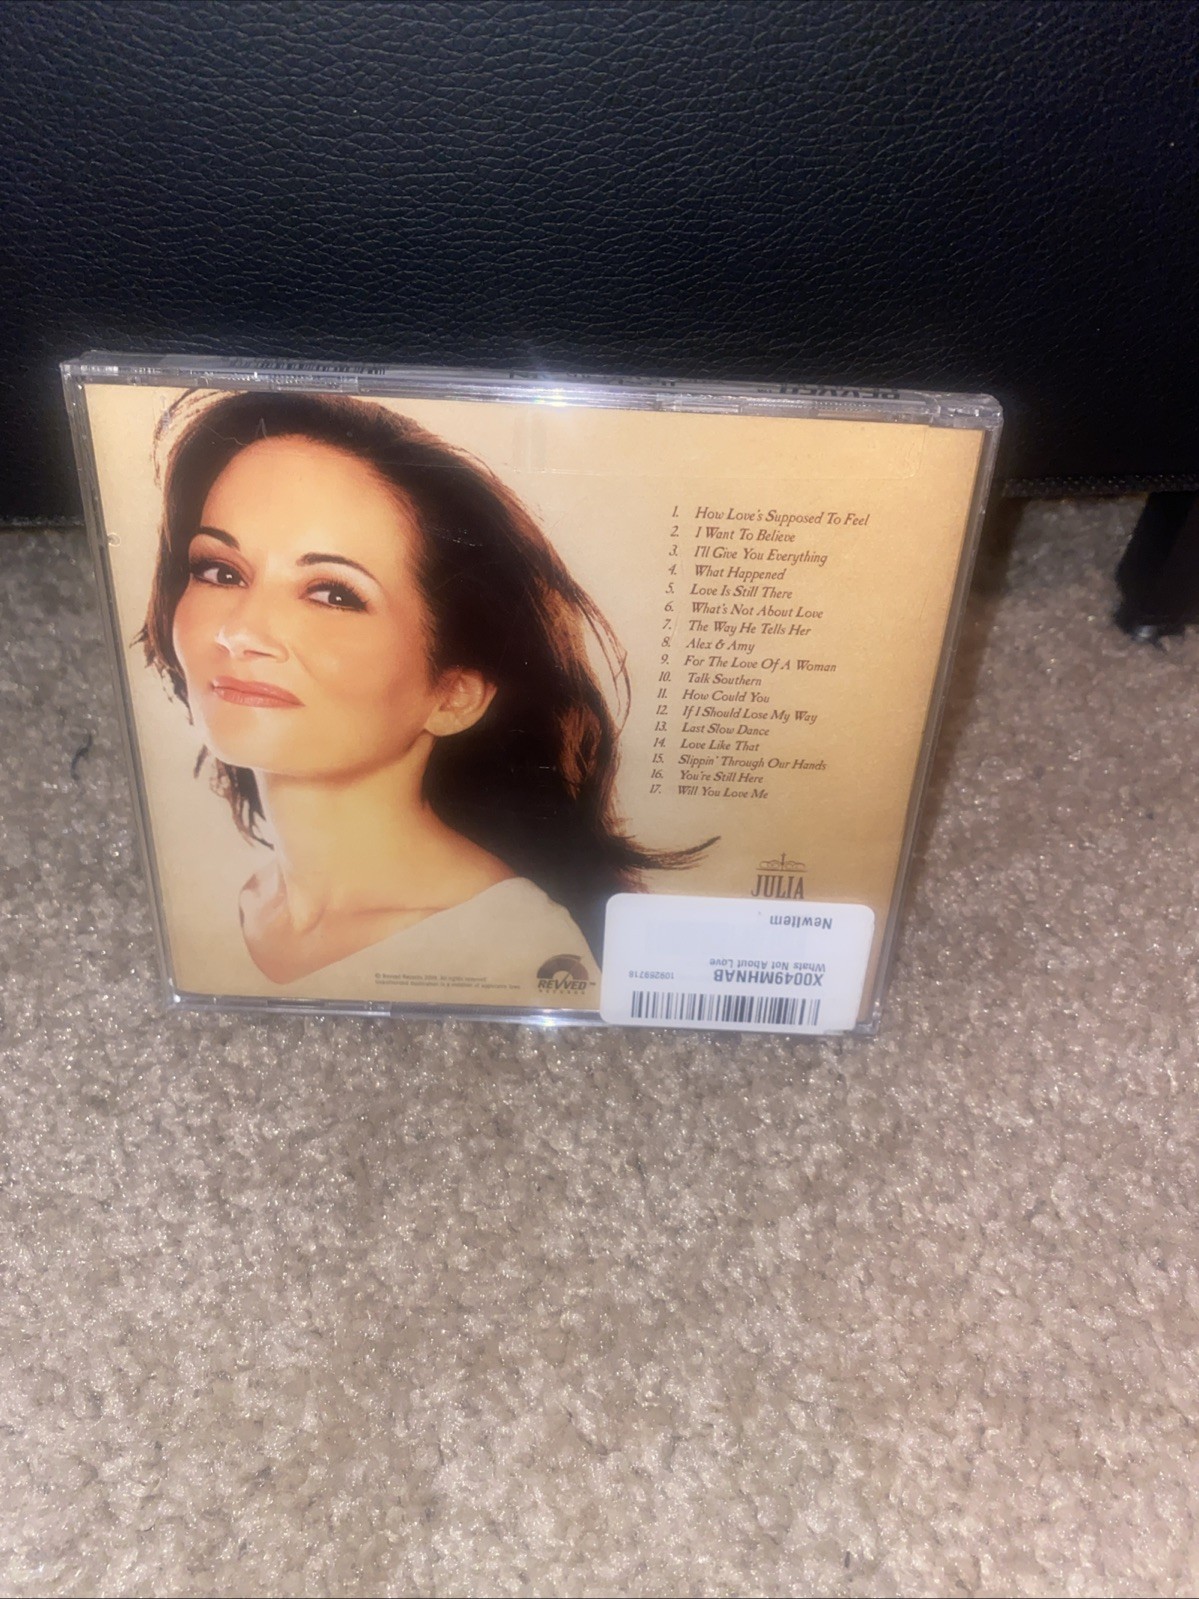 1. How Love's Supposed To Feel
2. I Want To Believe
3. I'll Give You Everything
4. What Happened
5. Love Is Still There
6. What's Not About Love
7. The Way He Tells Her
8. Alex & Amy
9. For The Love Of A Woman
10. Talk Southern
11. How Could You
12. If I Should Lose My Way
13. Last Slow Dance
14. Love Like That
15. Slippin' Through Our Hands
16. You're Still Here
17. Will You Love Me
JULIA
REVVED™
RECORDS
X0049MHNAB
Whats Not About Love
NewItem